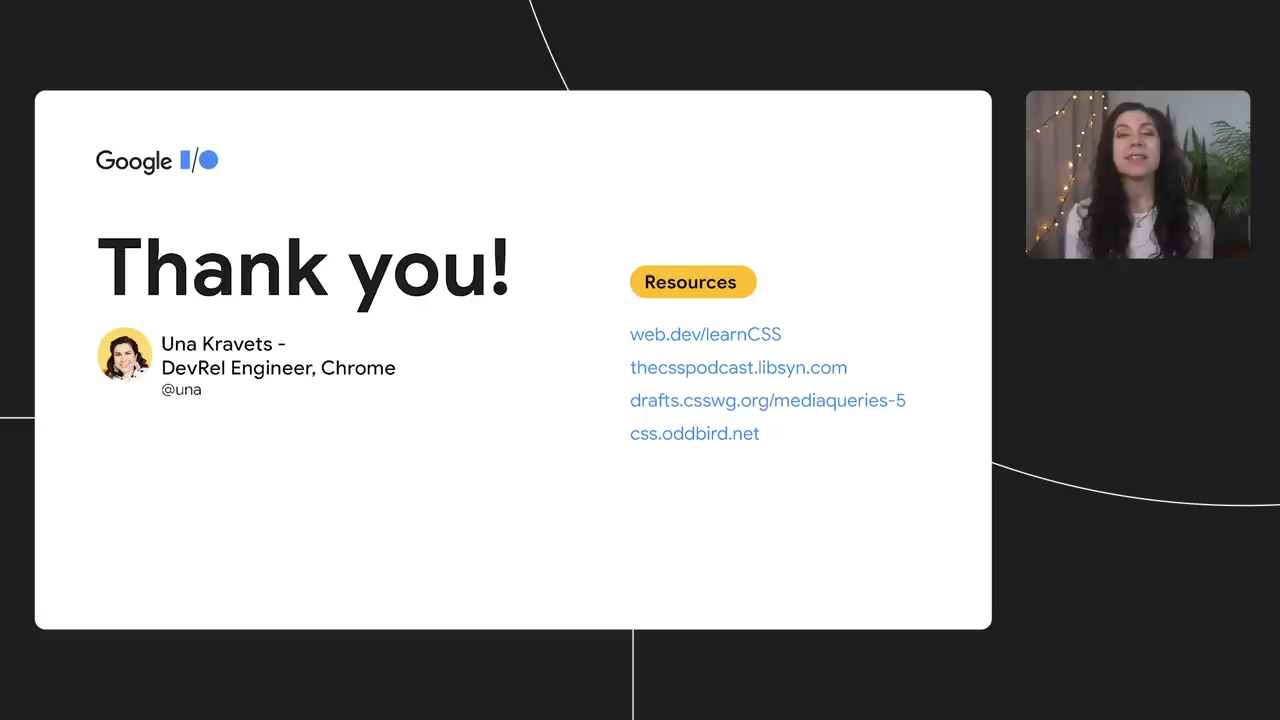 Google I/O
Thank you!
Una Kravets -
DevRel Engineer, Chrome
@una
Resources
web.dev/learnCSS
thecsspodcast.libsyn.com
drafts.csswg.org/mediaqueries-5
css.oddbird.net